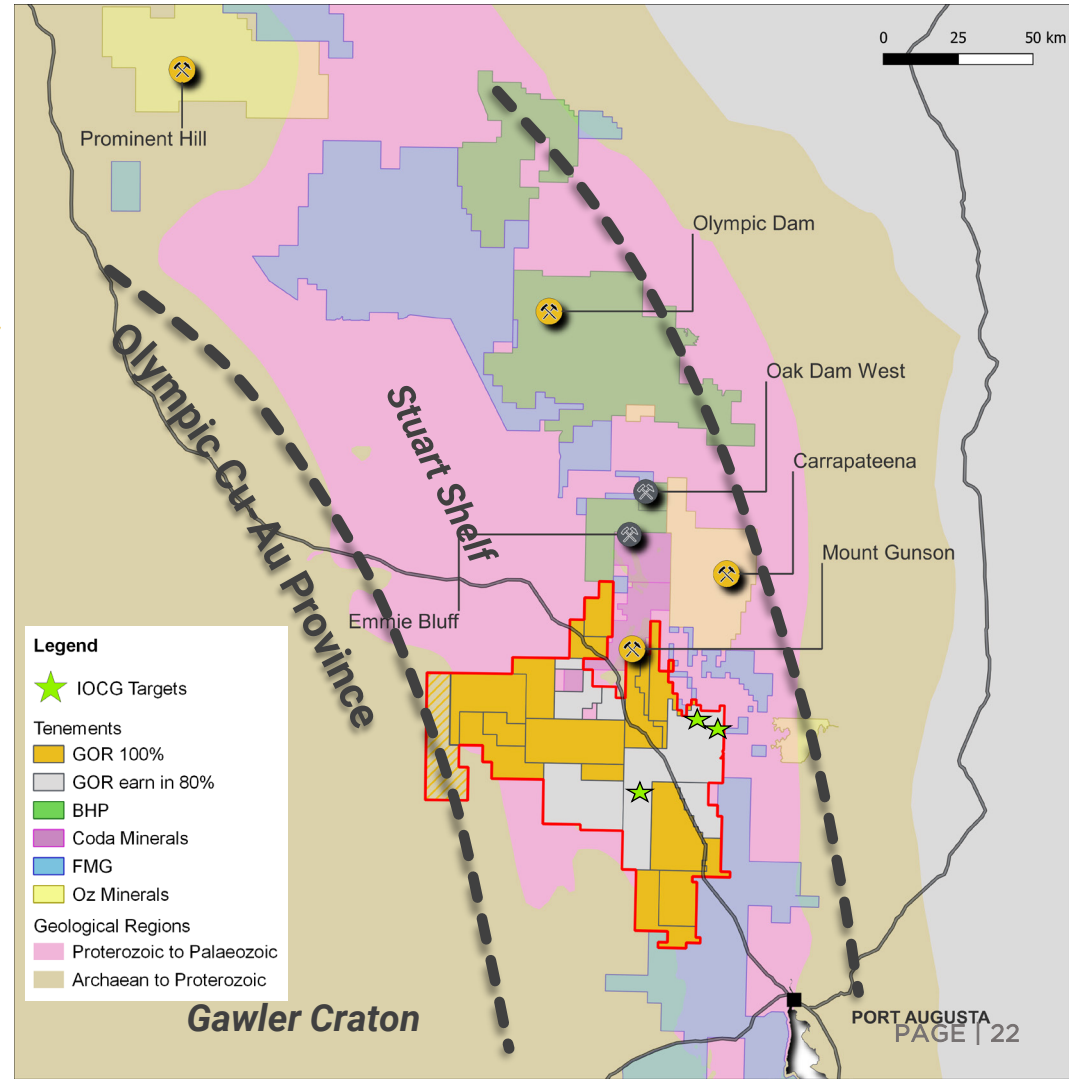 0 25 50 km
Prominent Hill
Olympic Dam
Oak Dam West
Carrapateena
Mount Gunson
Emmie Bluff
Stuart Shelf
Olympic Cu-Au Province
Legend
IOCG Targets
Tenements
GOR 100%
GOR earn in 80%
BHP
Coda Minerals
FMG
Oz Minerals
Geological Regions
Proterozoic to Palaeozoic
Archaean to Proterozoic
Gawler Craton
PORT AUGUSTA
PAGE | 22